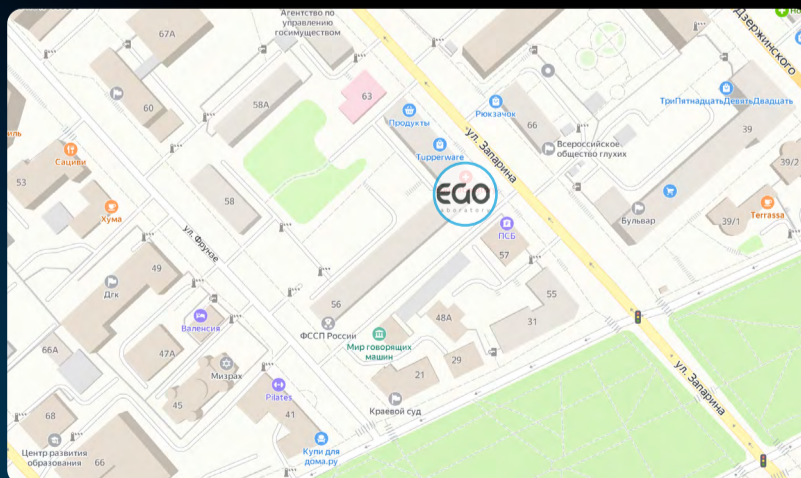 Агентство по
управлению
госимуществом
67А
60
58А
63
Продукты
Рюкзачок
66
Всероссийское
общество глухих
ул. Запарина
Дзержинского
ТриПятнадцатьДевятьДвадцать
39
39/2
39/1
Terrassa
Бульвар
Tupperware
EGO
laboratory
ПСБ
57
55
31
48А
29
21
Краевой суд
Мир говорящих
машин
56
ФССП России
58
ул. Фрунзе
Сациви
53
Хума
49
Дгк
Валенсия
66А
47А
Мизрах
45
Pilates
41
Купи для
дома.ру
68
Центр развития
образования
66
ул. Запарина